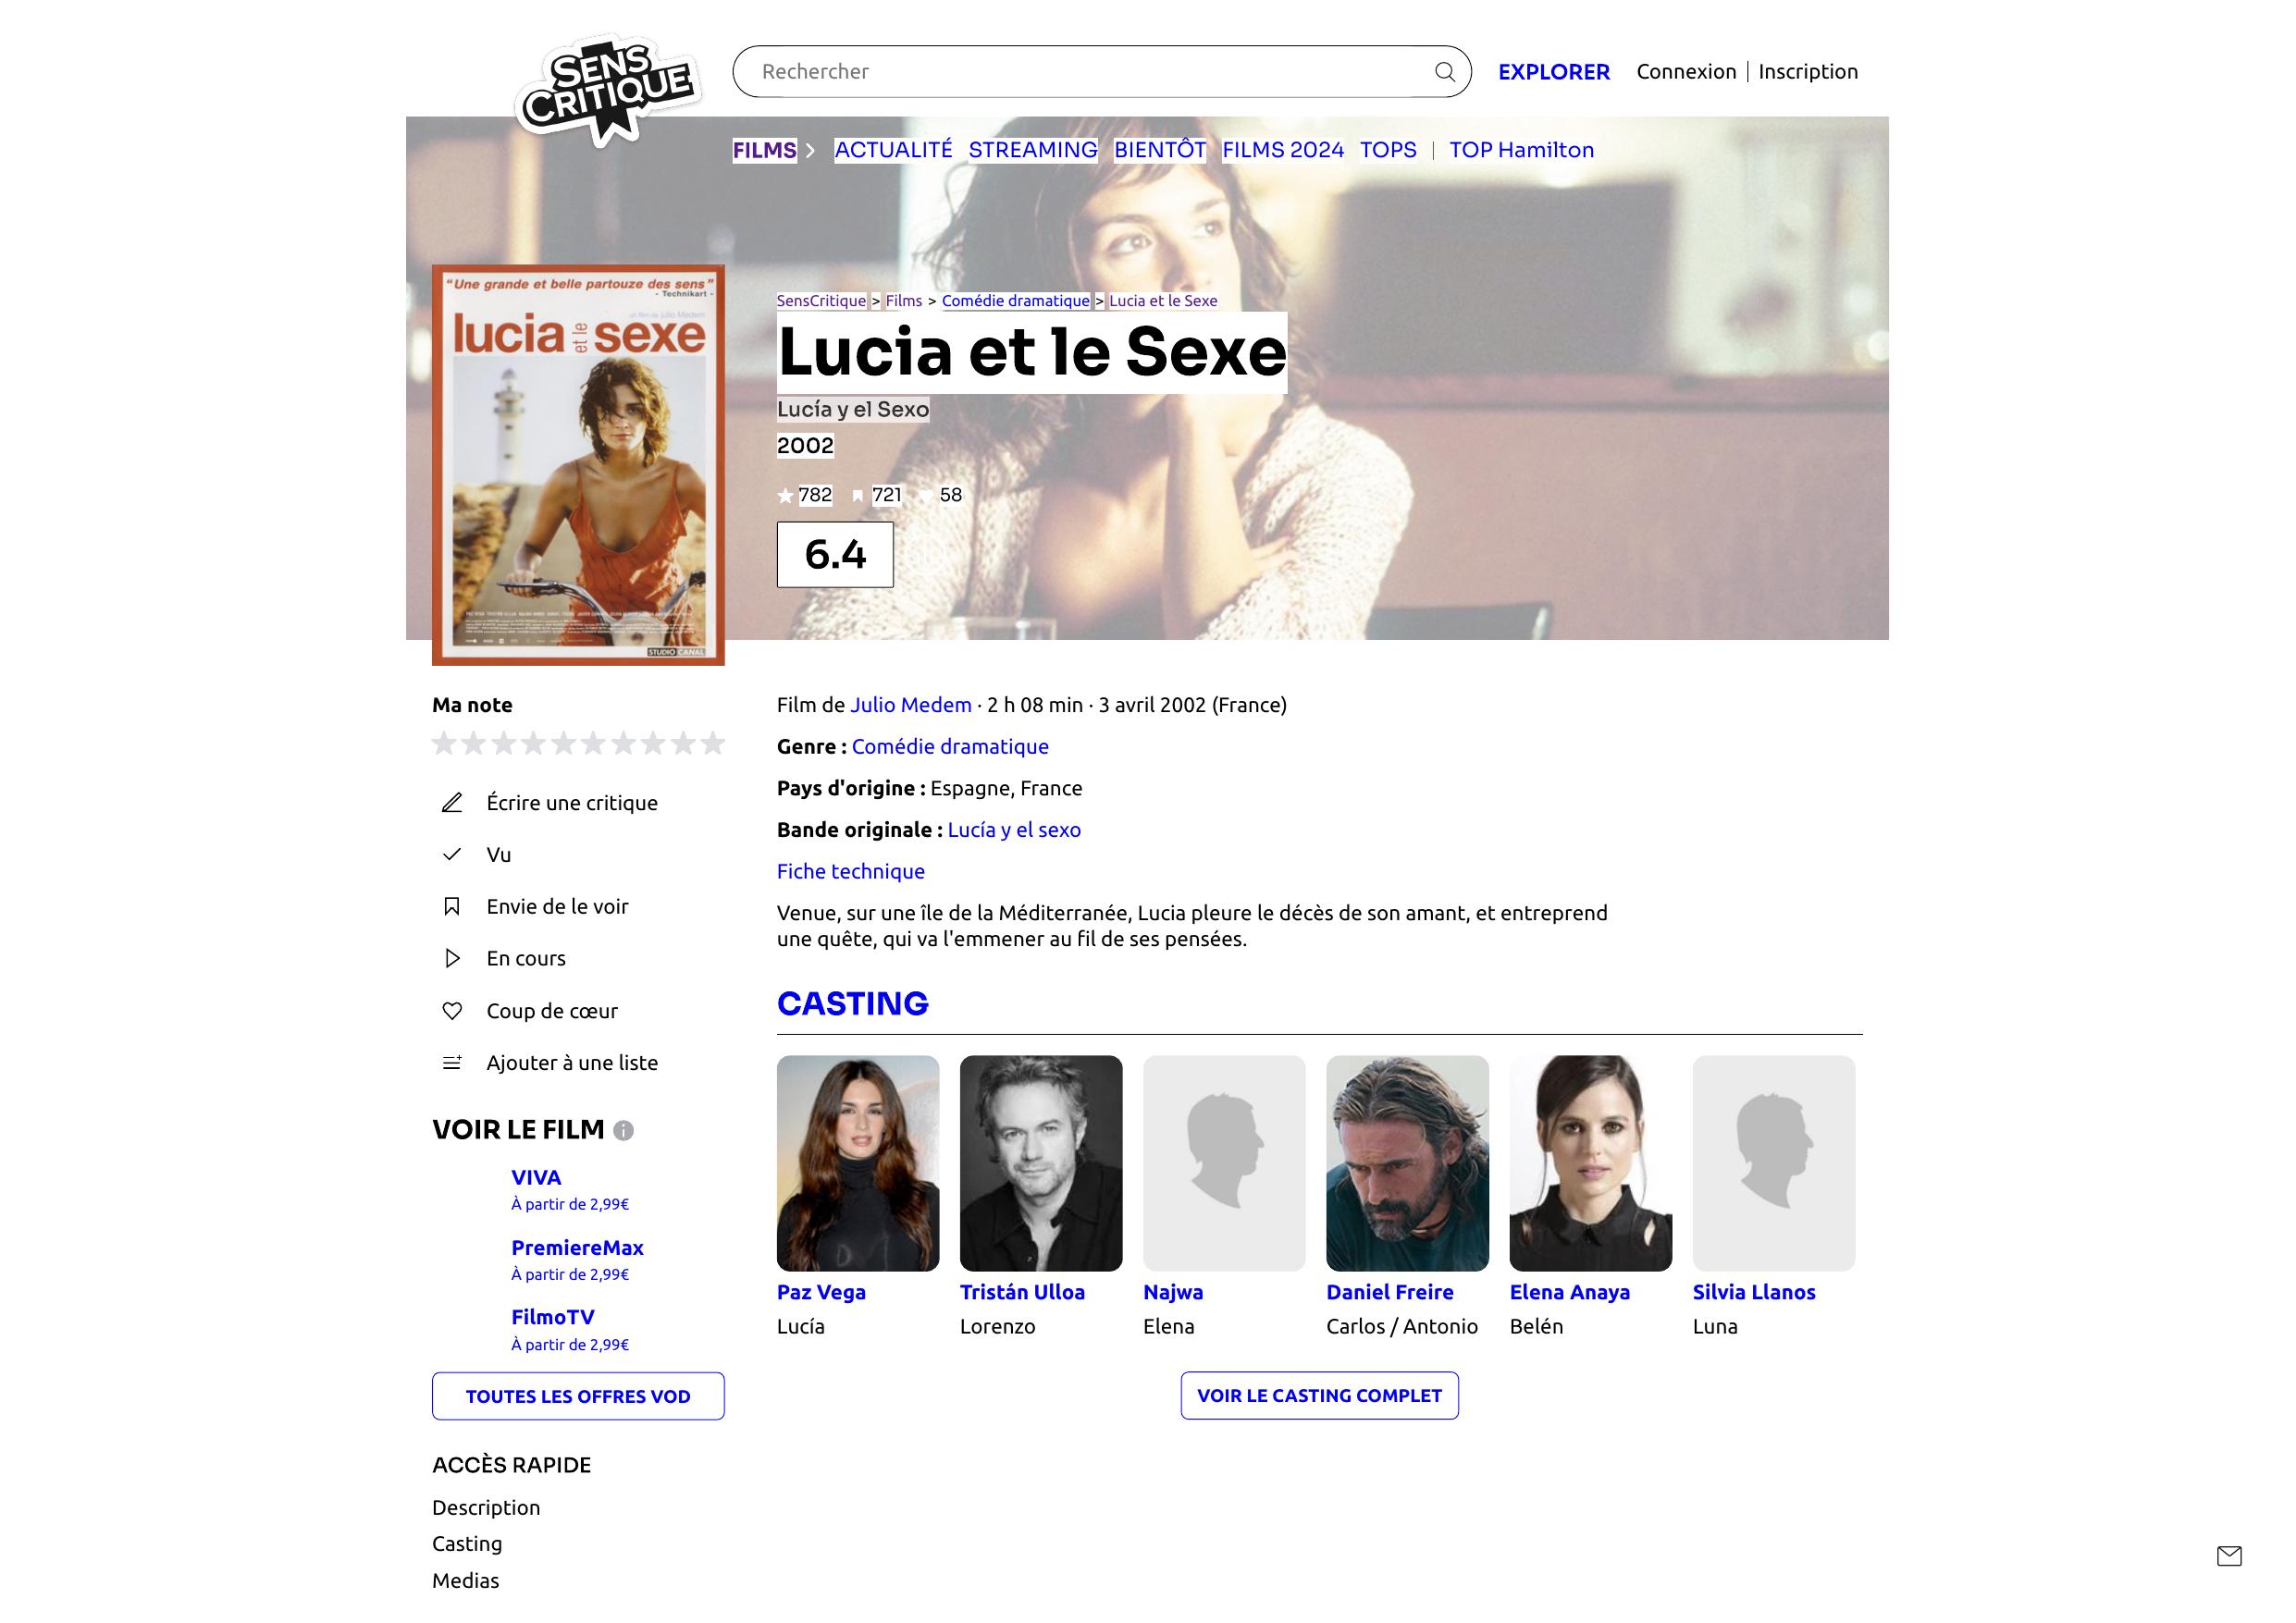 SENS
CRITIQUE
Rechercher
EXPLORER
Connexion | Inscription
FILMS
ACTUALITÉ
STREAMING
BIENTÔT
FILMS 2024
TOPS
|
TOP Hamilton
"Une grande et belle partouze des sens"
- Technikart -
un film de Julio Medem
lucia et le sexe
STUDIO CANAL
SensCritique > Films > Comédie dramatique > Lucia et le Sexe
Lucia et le Sexe
Lucía y el Sexo
2002
782 721 58
6.4
Ma note
Écrire une critique
Vu
Envie de le voir
En cours
Coup de cœur
Ajouter à une liste
VOIR LE FILM
VIVA
À partir de 2,99€
PremiereMax
À partir de 2,99€
FilmoTV
À partir de 2,99€
TOUTES LES OFFRES VOD
ACCÈS RAPIDE
Description
Casting
Medias
Film de Julio Medem · 2 h 08 min · 3 avril 2002 (France)
Genre : Comédie dramatique
Pays d'origine : Espagne, France
Bande originale : Lucía y el sexo
Fiche technique
Venue, sur une île de la Méditerranée, Lucia pleure le décès de son amant, et entreprend
une quête, qui va l'emmener au fil de ses pensées.
CASTING
Paz Vega
Lucía
Tristán Ulloa
Lorenzo
Najwa
Elena
Daniel Freire
Carlos / Antonio
Elena Anaya
Belén
Silvia Llanos
Luna
VOIR LE CASTING COMPLET